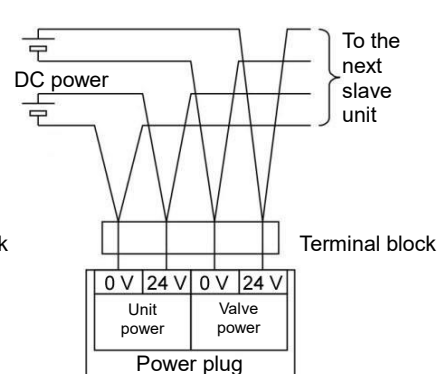 To the
next
slave
unit
DC power
k
Terminal block
0 V 24 V 0 V 24 V
Unit
power
Valve
power
Power plug